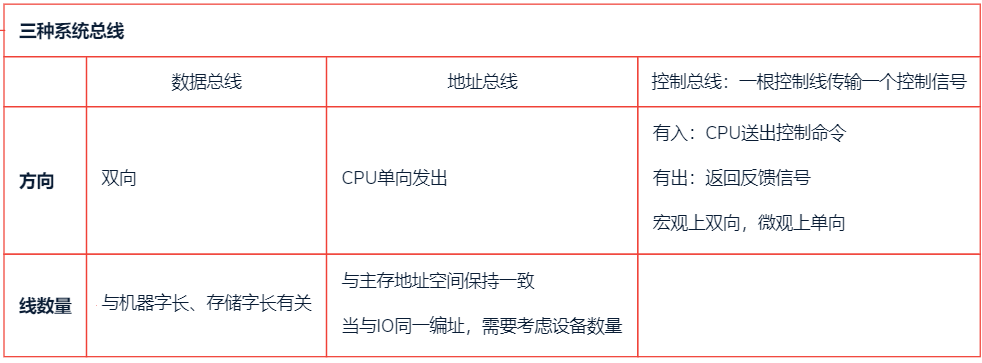 三种系统总线
数据总线
地址总线
控制总线：一根控制线传输一个控制信号
方向
双向
CPU单向发出
有入：CPU送出控制命令
有出：返回反馈信号
宏观上双向，微观上单向
线数量
与机器字长、存储字长有关
与主存地址空间保持一致
当与IO同一编址，需要考虑设备数量